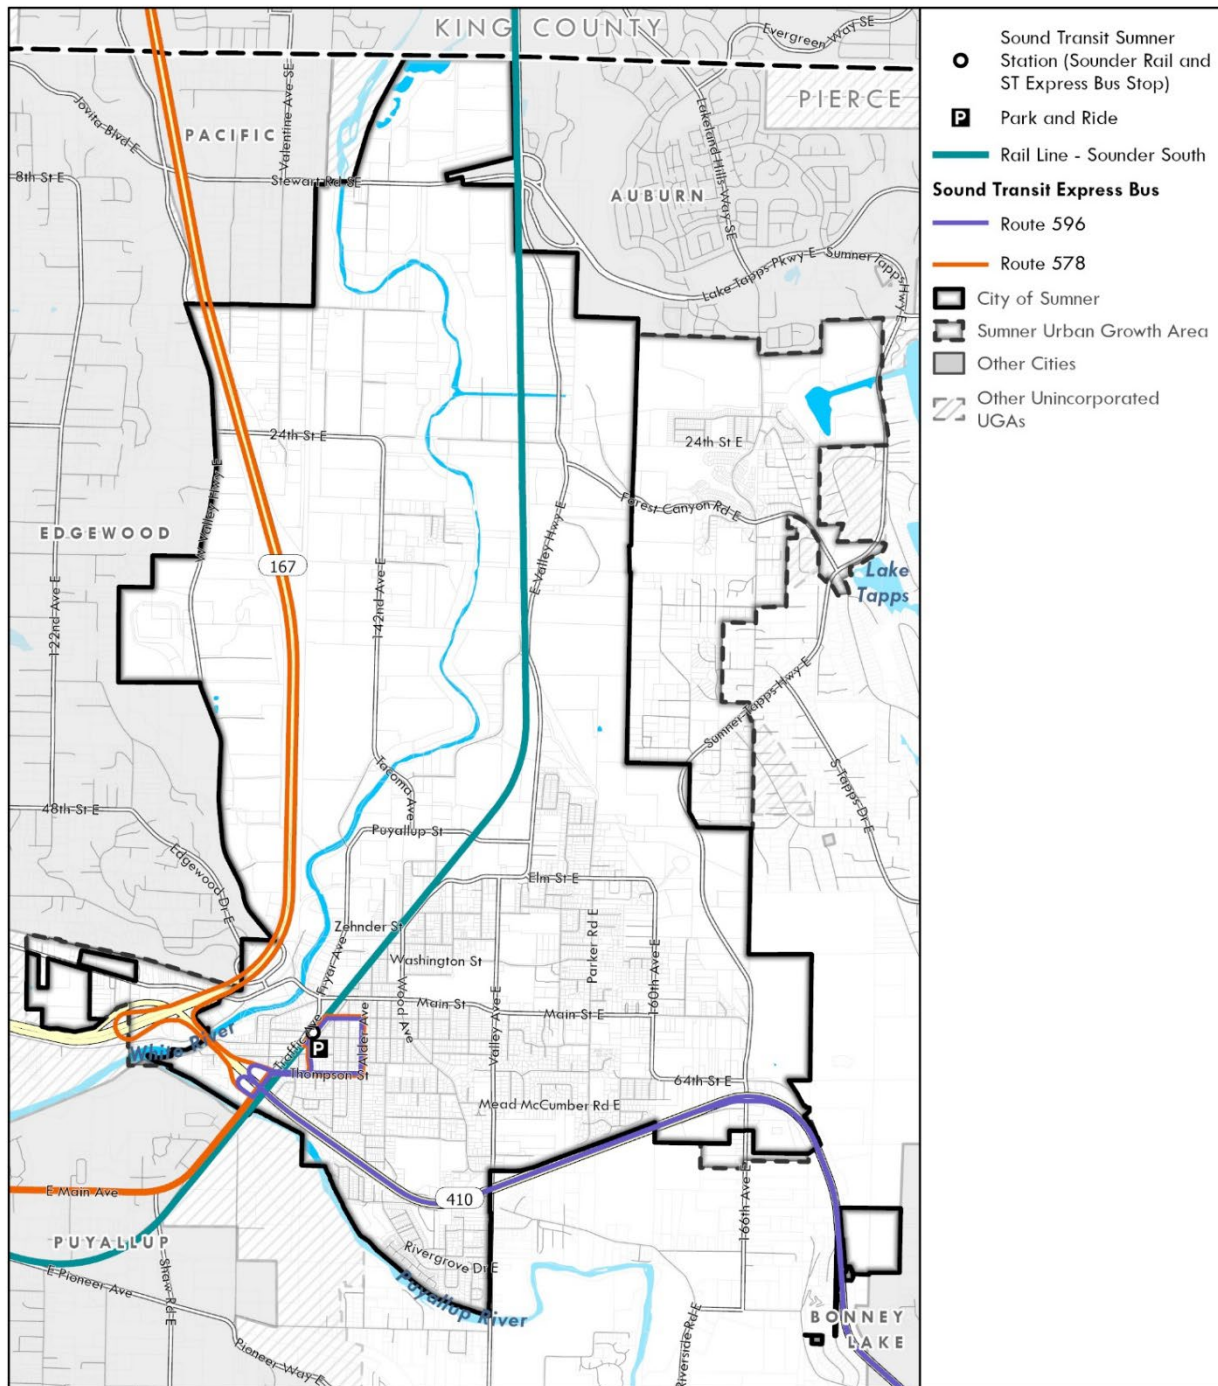 KING COUNTY
Evergreen Way SE
PIERCE
Jovita Blvd E
PACIFIC
Valentine Ave SE
8th St E
Stewart Rd SE
AUBURN
Lakeland Hills Way SE
Lake Tapps Pkwy E
Sumner Tapps Hwy E
24th St E
24th St E
W Valley Hwy E
Forest Canyon Rd E
EDGEWOOD
E Valley Hwy E
167
Lake
Tapps
122nd Ave E
142nd Ave E
Sumner Tapps Hwy E
Tacoma Ave
S Tapps Dr E
48th St E
Puyallup St
Edgewood Dr E
Elm St E
Zehnder St
Parker Rd E
160th Ave E
Washington St
Fryar Ave
Wood Ave
Main St
Main St E
Valley Ave E
White River
Traffic Ave
P
Alder Ave
Thompson St
64th St E
Mead McCumber Rd E
E Main Ave
410
166th Ave E
PUYALLUP
Rivergrove Dr E
E Pioneer Ave
Shaw Rd E
Puyallup River
BONNEY
LAKE
Riverside Rd E
Pioneer Way E
Sound Transit Sumner
Station (Sounder Rail and
ST Express Bus Stop)
P Park and Ride
Rail Line - Sounder South
Sound Transit Express Bus
Route 596
Route 578
City of Sumner
Sumner Urban Growth Area
Other Cities
Other Unincorporated
UGAs